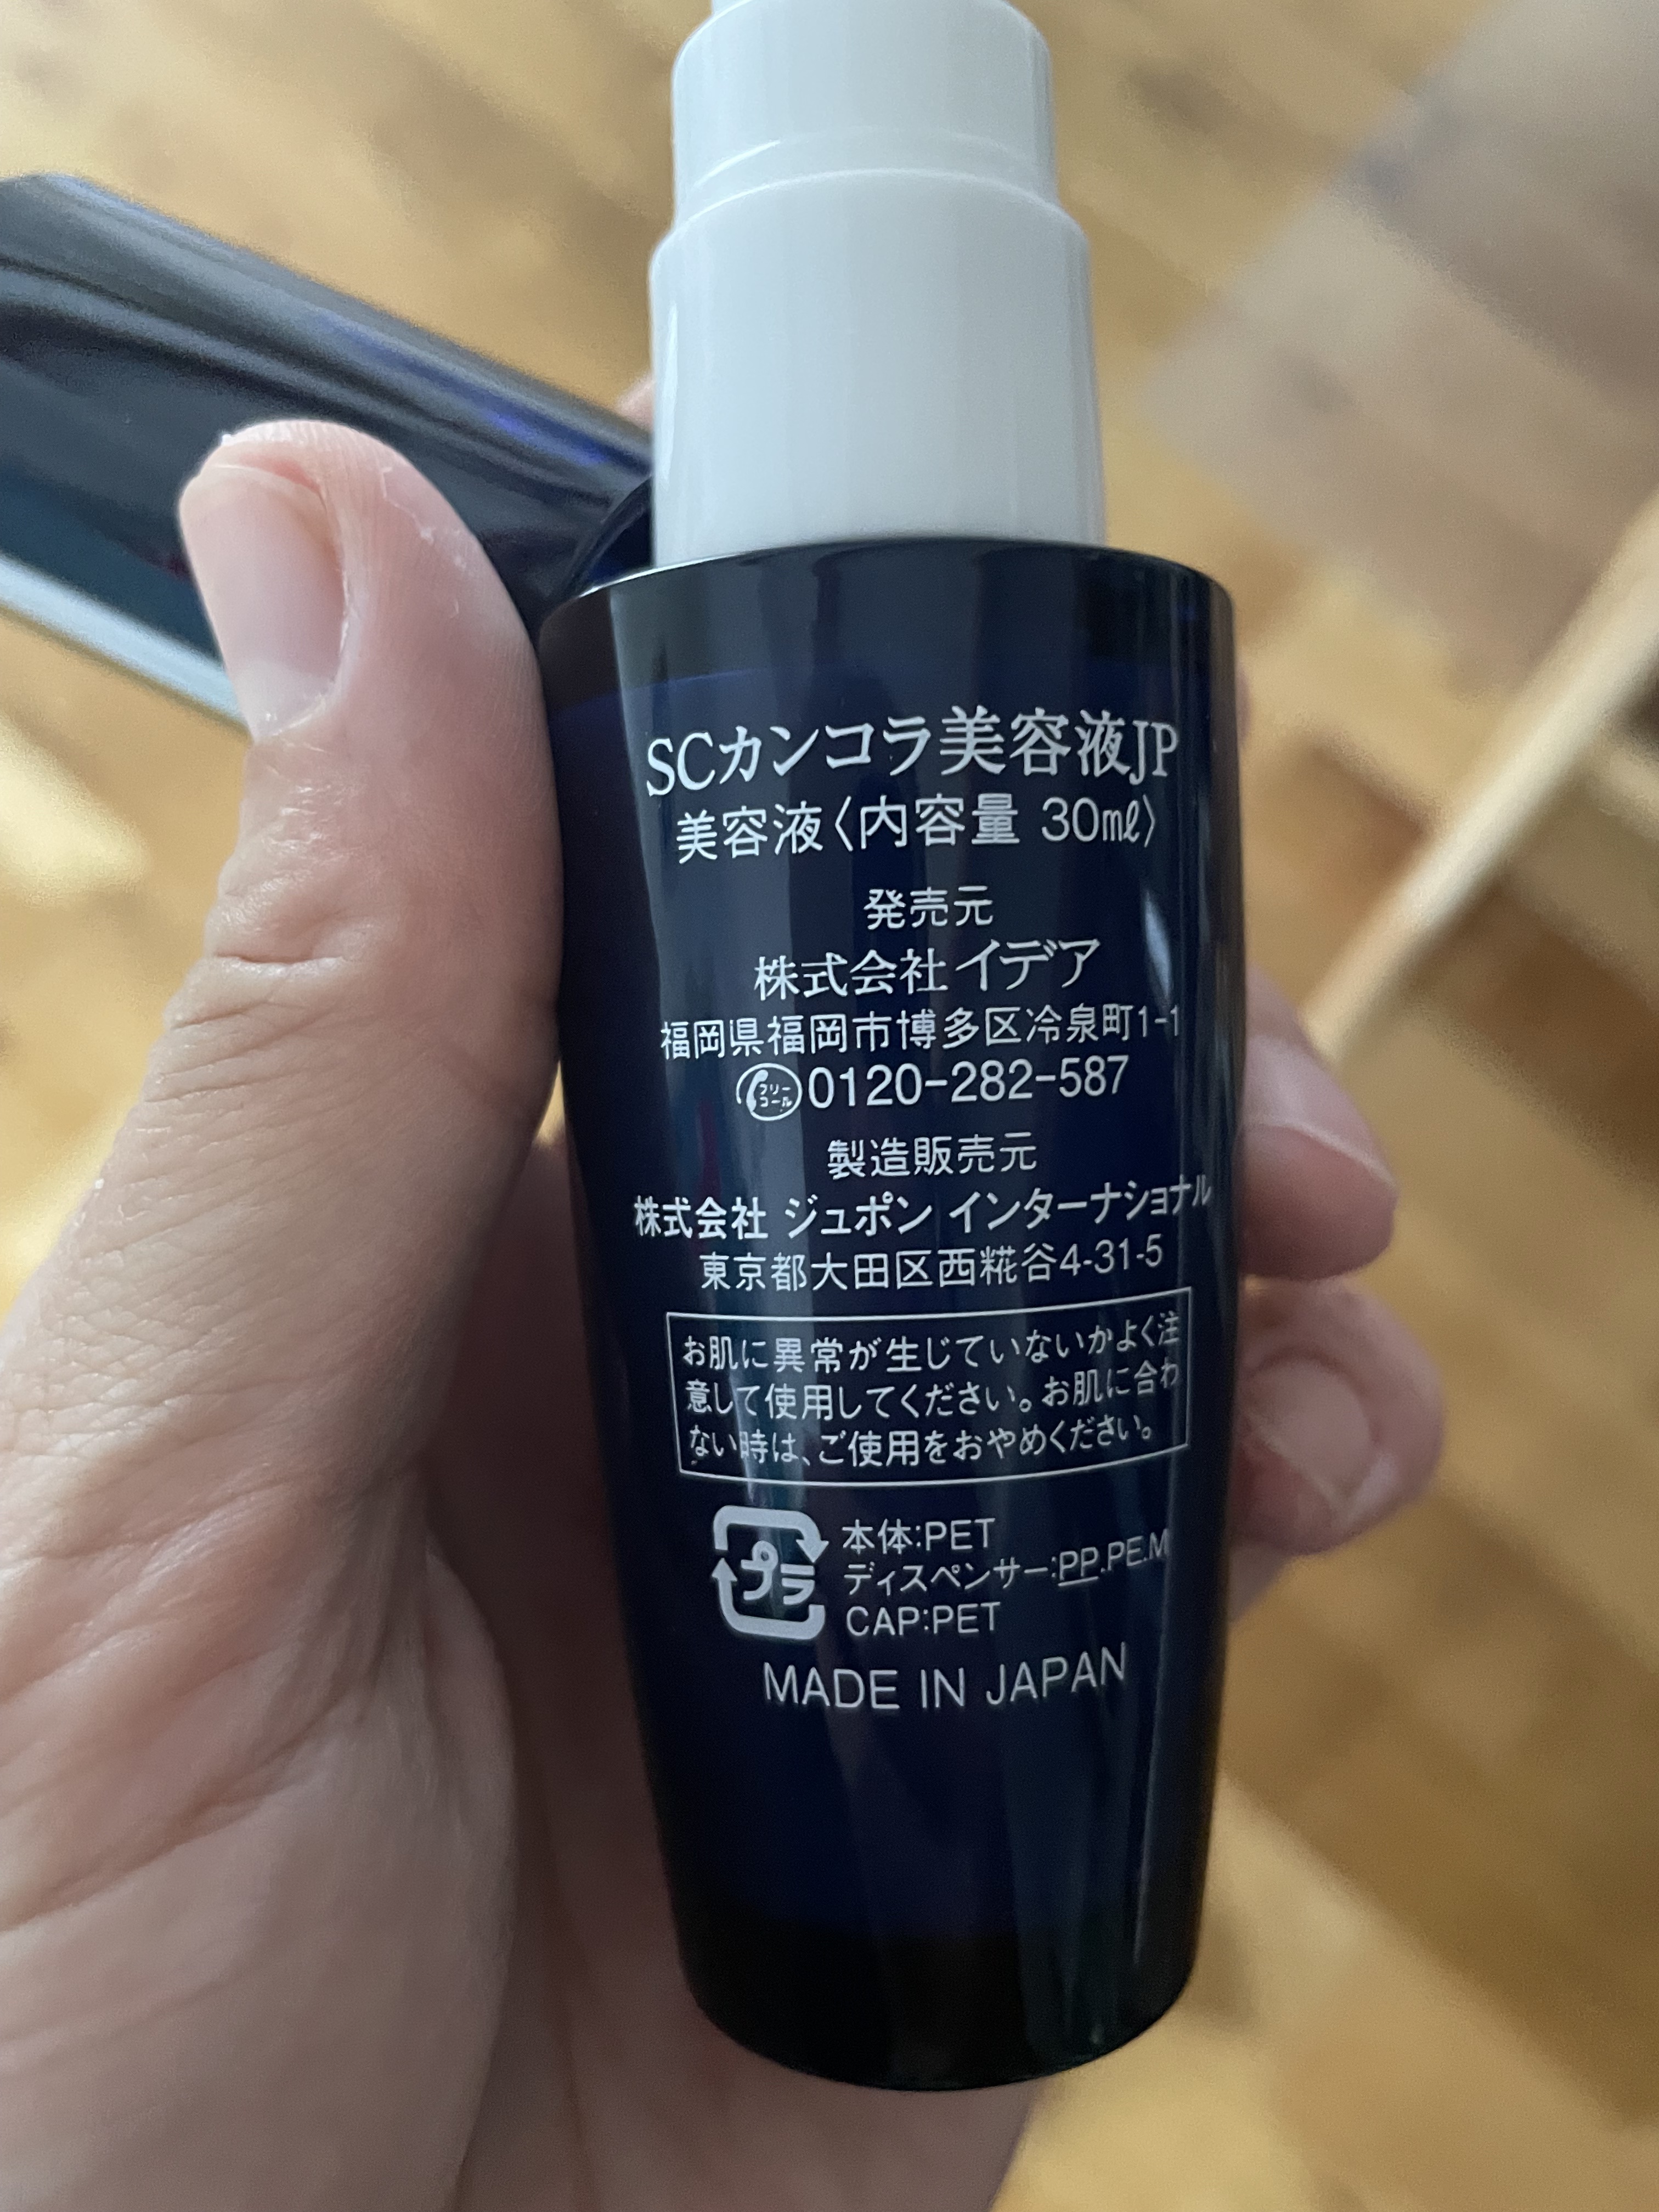 SCカンコラ美容液JP
美容液〈内容量 30mℓ〉
発売元
株式会社イデア
福岡県福岡市博多区冷泉町1-1
フリーコール 0120-282-587
製造販売元
株式会社 ジュポン インターナショナル
東京都大田区西糀谷4-31-5
お肌に異常が生じていないかよく注
意して使用してください。お肌に合わ
ない時は、ご使用をおやめください。
プラ
本体:PET
ディスペンサー:PP.PE.M
CAP:PET
MADE IN JAPAN